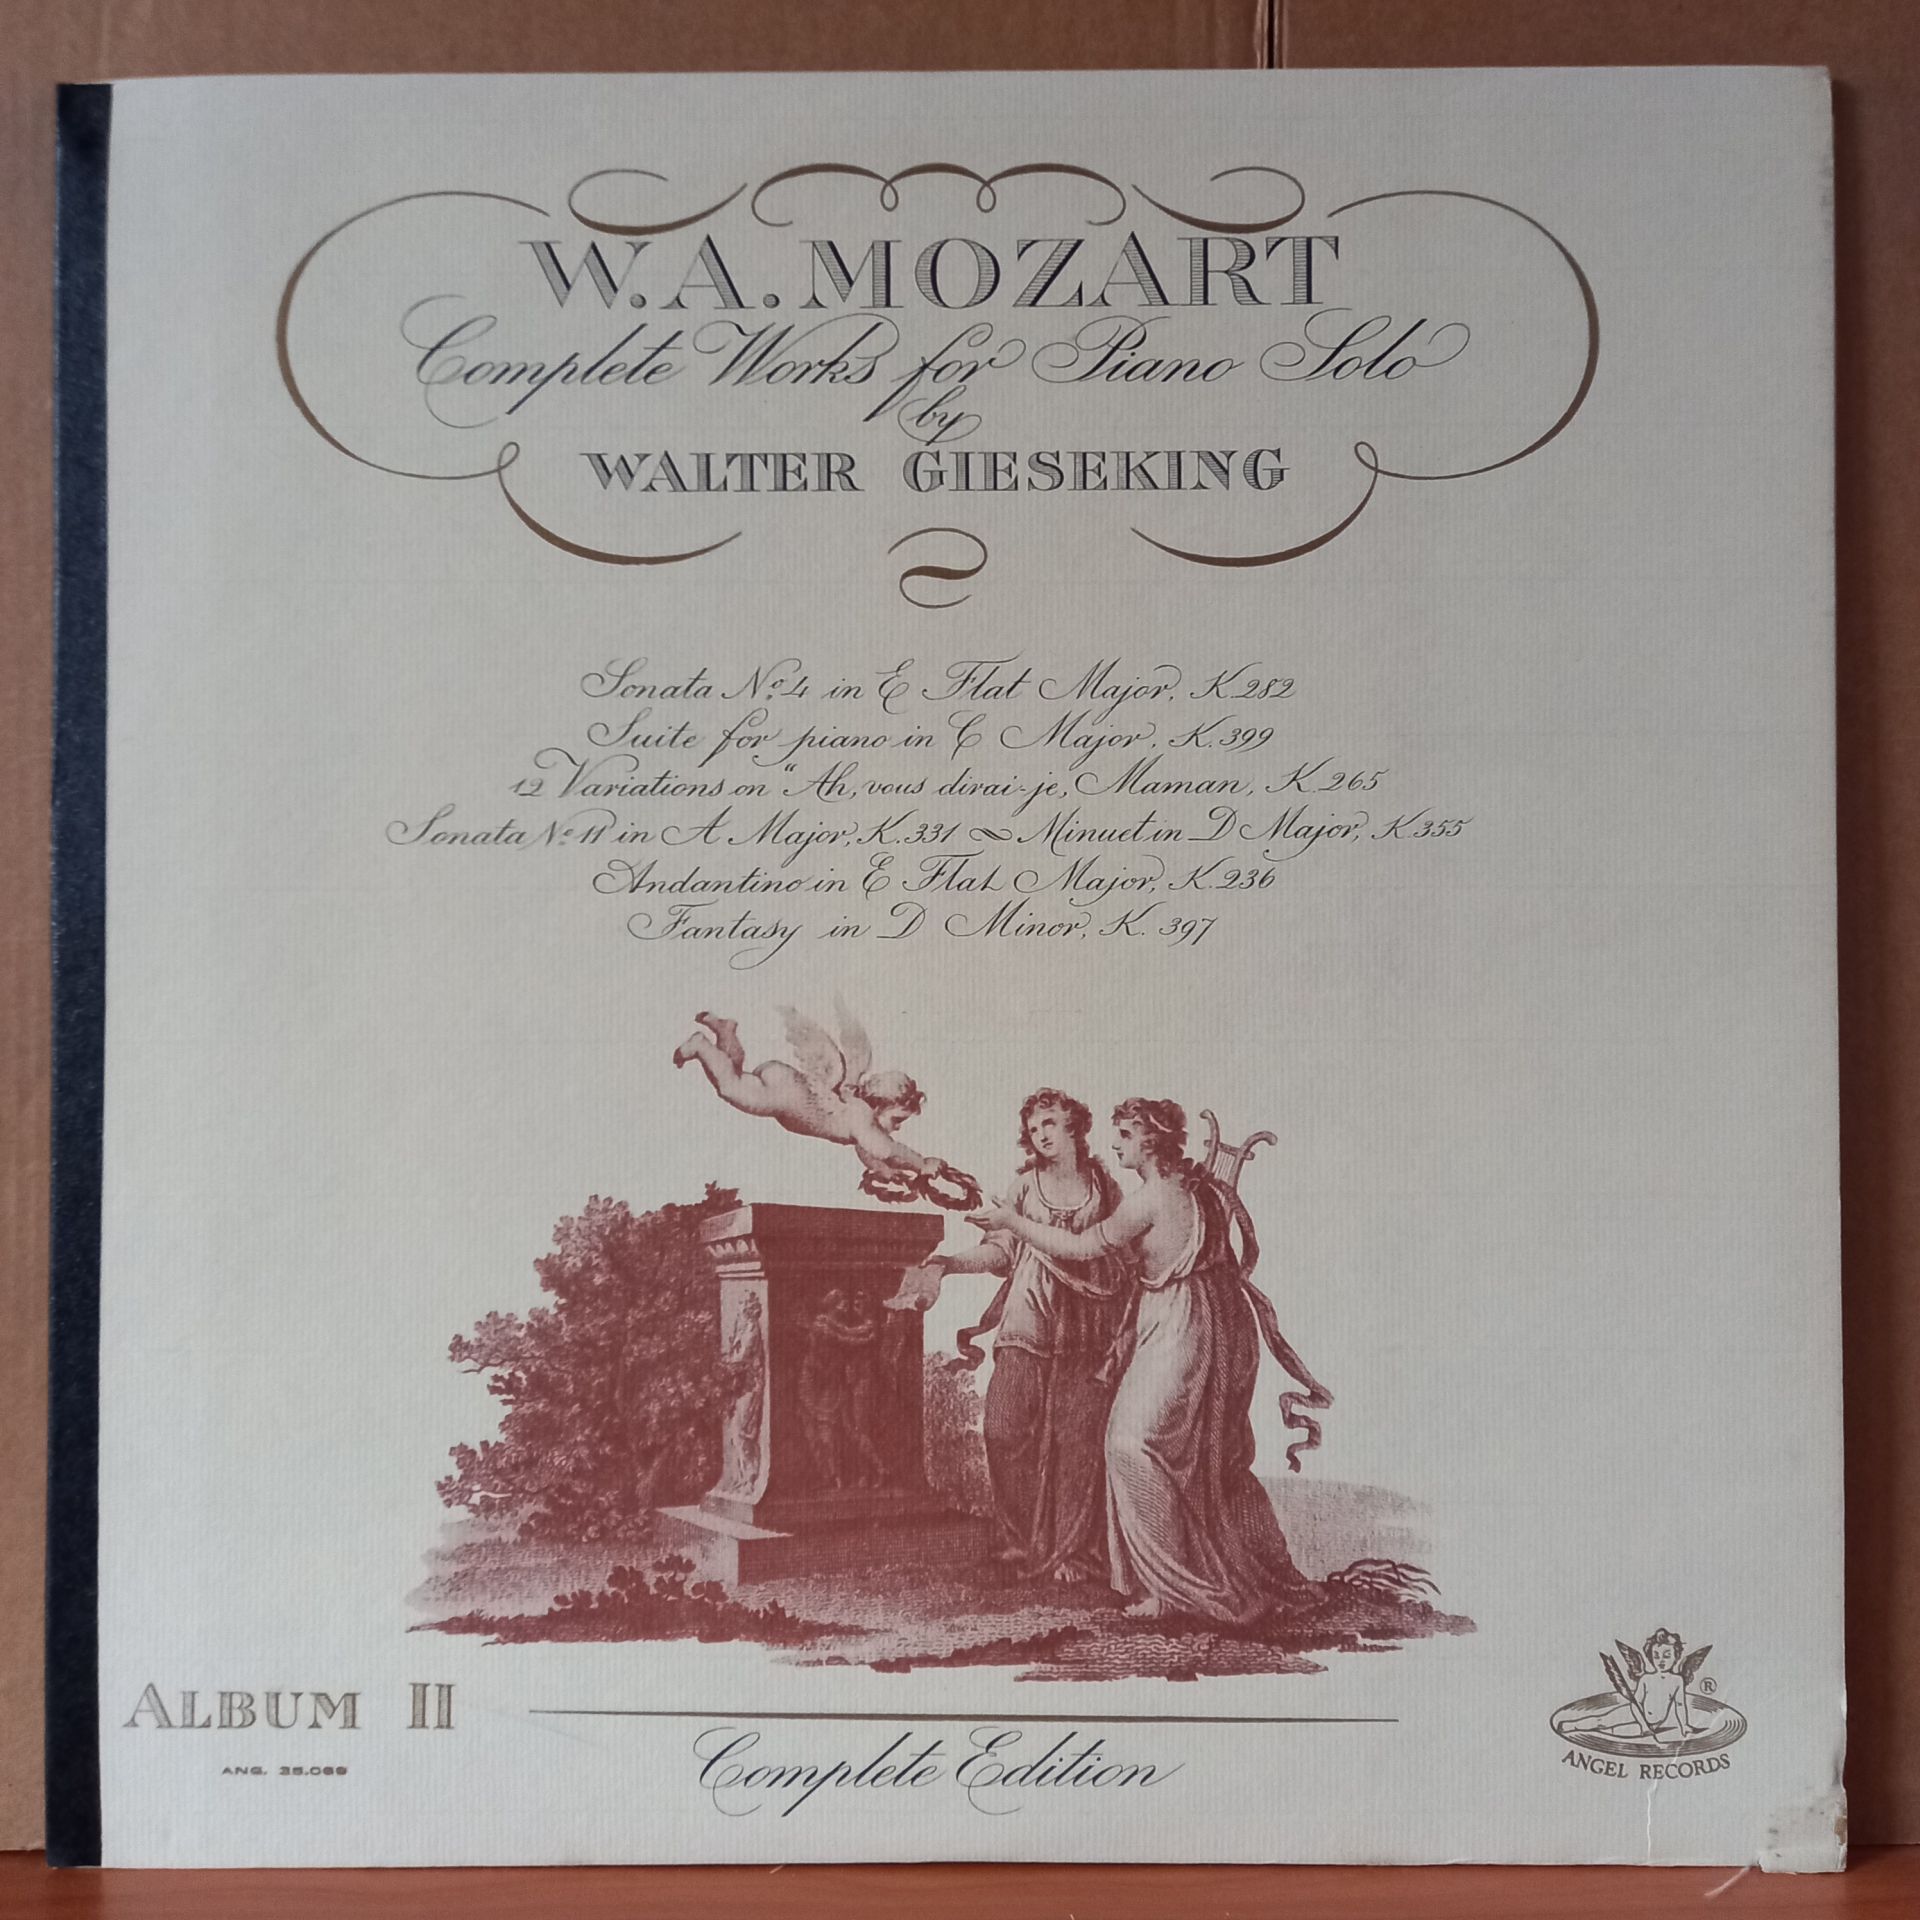 W.A.MOZART
Complete Works for Piano Solo
by
WALTER GIESEKING
Sonata No. 4 in E Flat Major, K.282
Suite for piano in C Major, K.399
12 Variations on "Ah, vous dirai-je, Maman, K.265
Sonata No. 11 in A Major, K.331 ~ Minuet in D Major, K.355
Andantino in E Flat Major, K.236
Fantasy in D Minor, K. 397
ALBUM II
ANG. 35.069
Complete Edition
®
ANGEL RECORDS